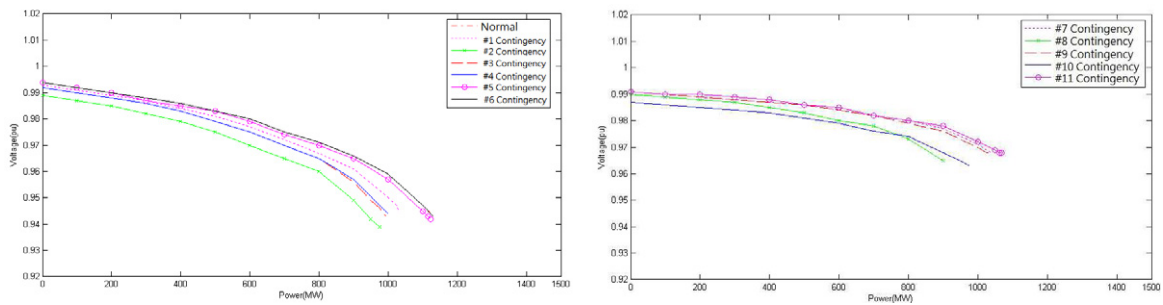 1.02
1.01
1
0.99
0.98
0.97
0.96
0.95
0.94
0.93
0.92
Voltage(pu)
0 200 400 600 800 1000 1200 1500
Power(MW)
Normal
#1 Contingency
#2 Contingency
#3 Contingency
#4 Contingency
#5 Contingency
#6 Contingency
1.02
1.01
1
0.99
0.98
0.97
0.96
0.95
0.94
0.93
0.92
Voltage(pu)
0 200 400 600 800 1000 1200 1500
Power(MW)
#7 Contingency
#8 Contingency
#9 Contingency
#10 Contingency
#11 Contingency